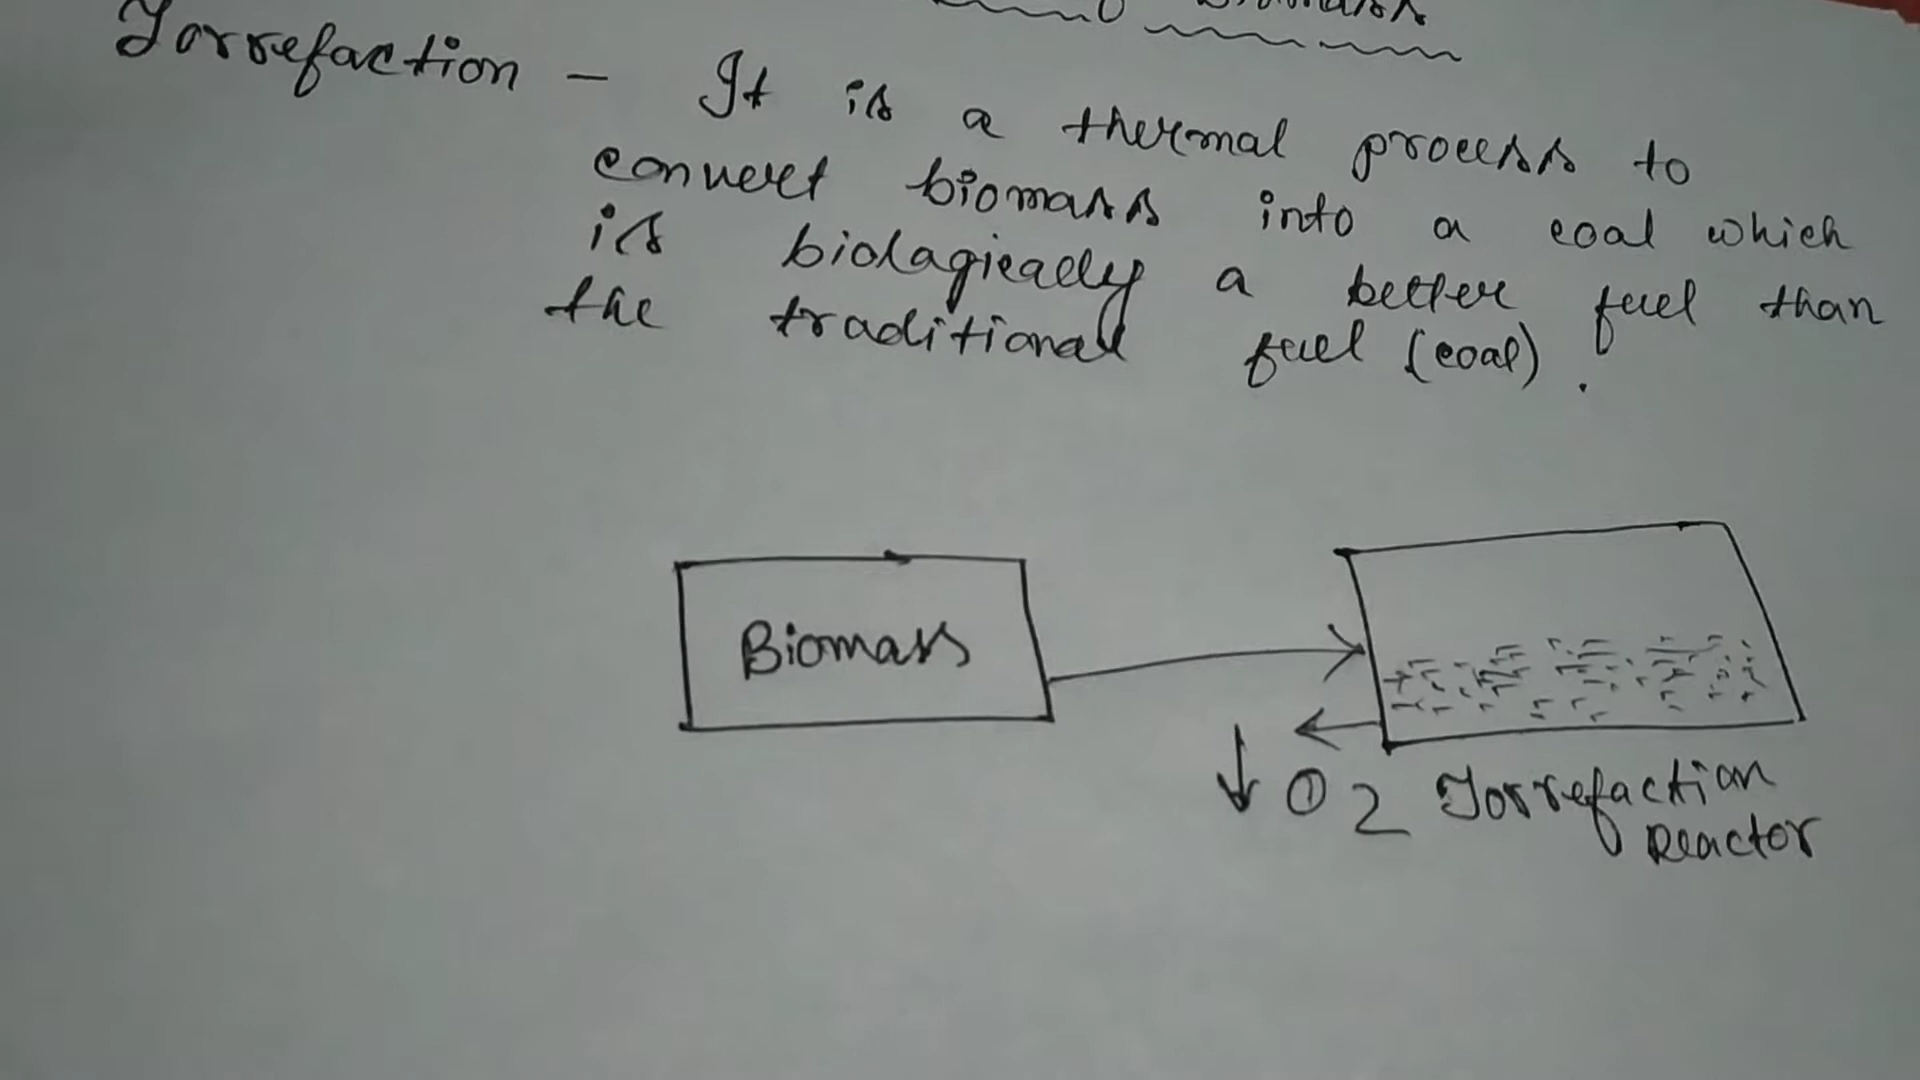 Biomass
Torrefaction - It is a thermal process to
convert biomass into a coal which
is biologically a better fuel than
the traditional fuel (coal).
Biomass
↓ O2 Torrefaction
Reactor